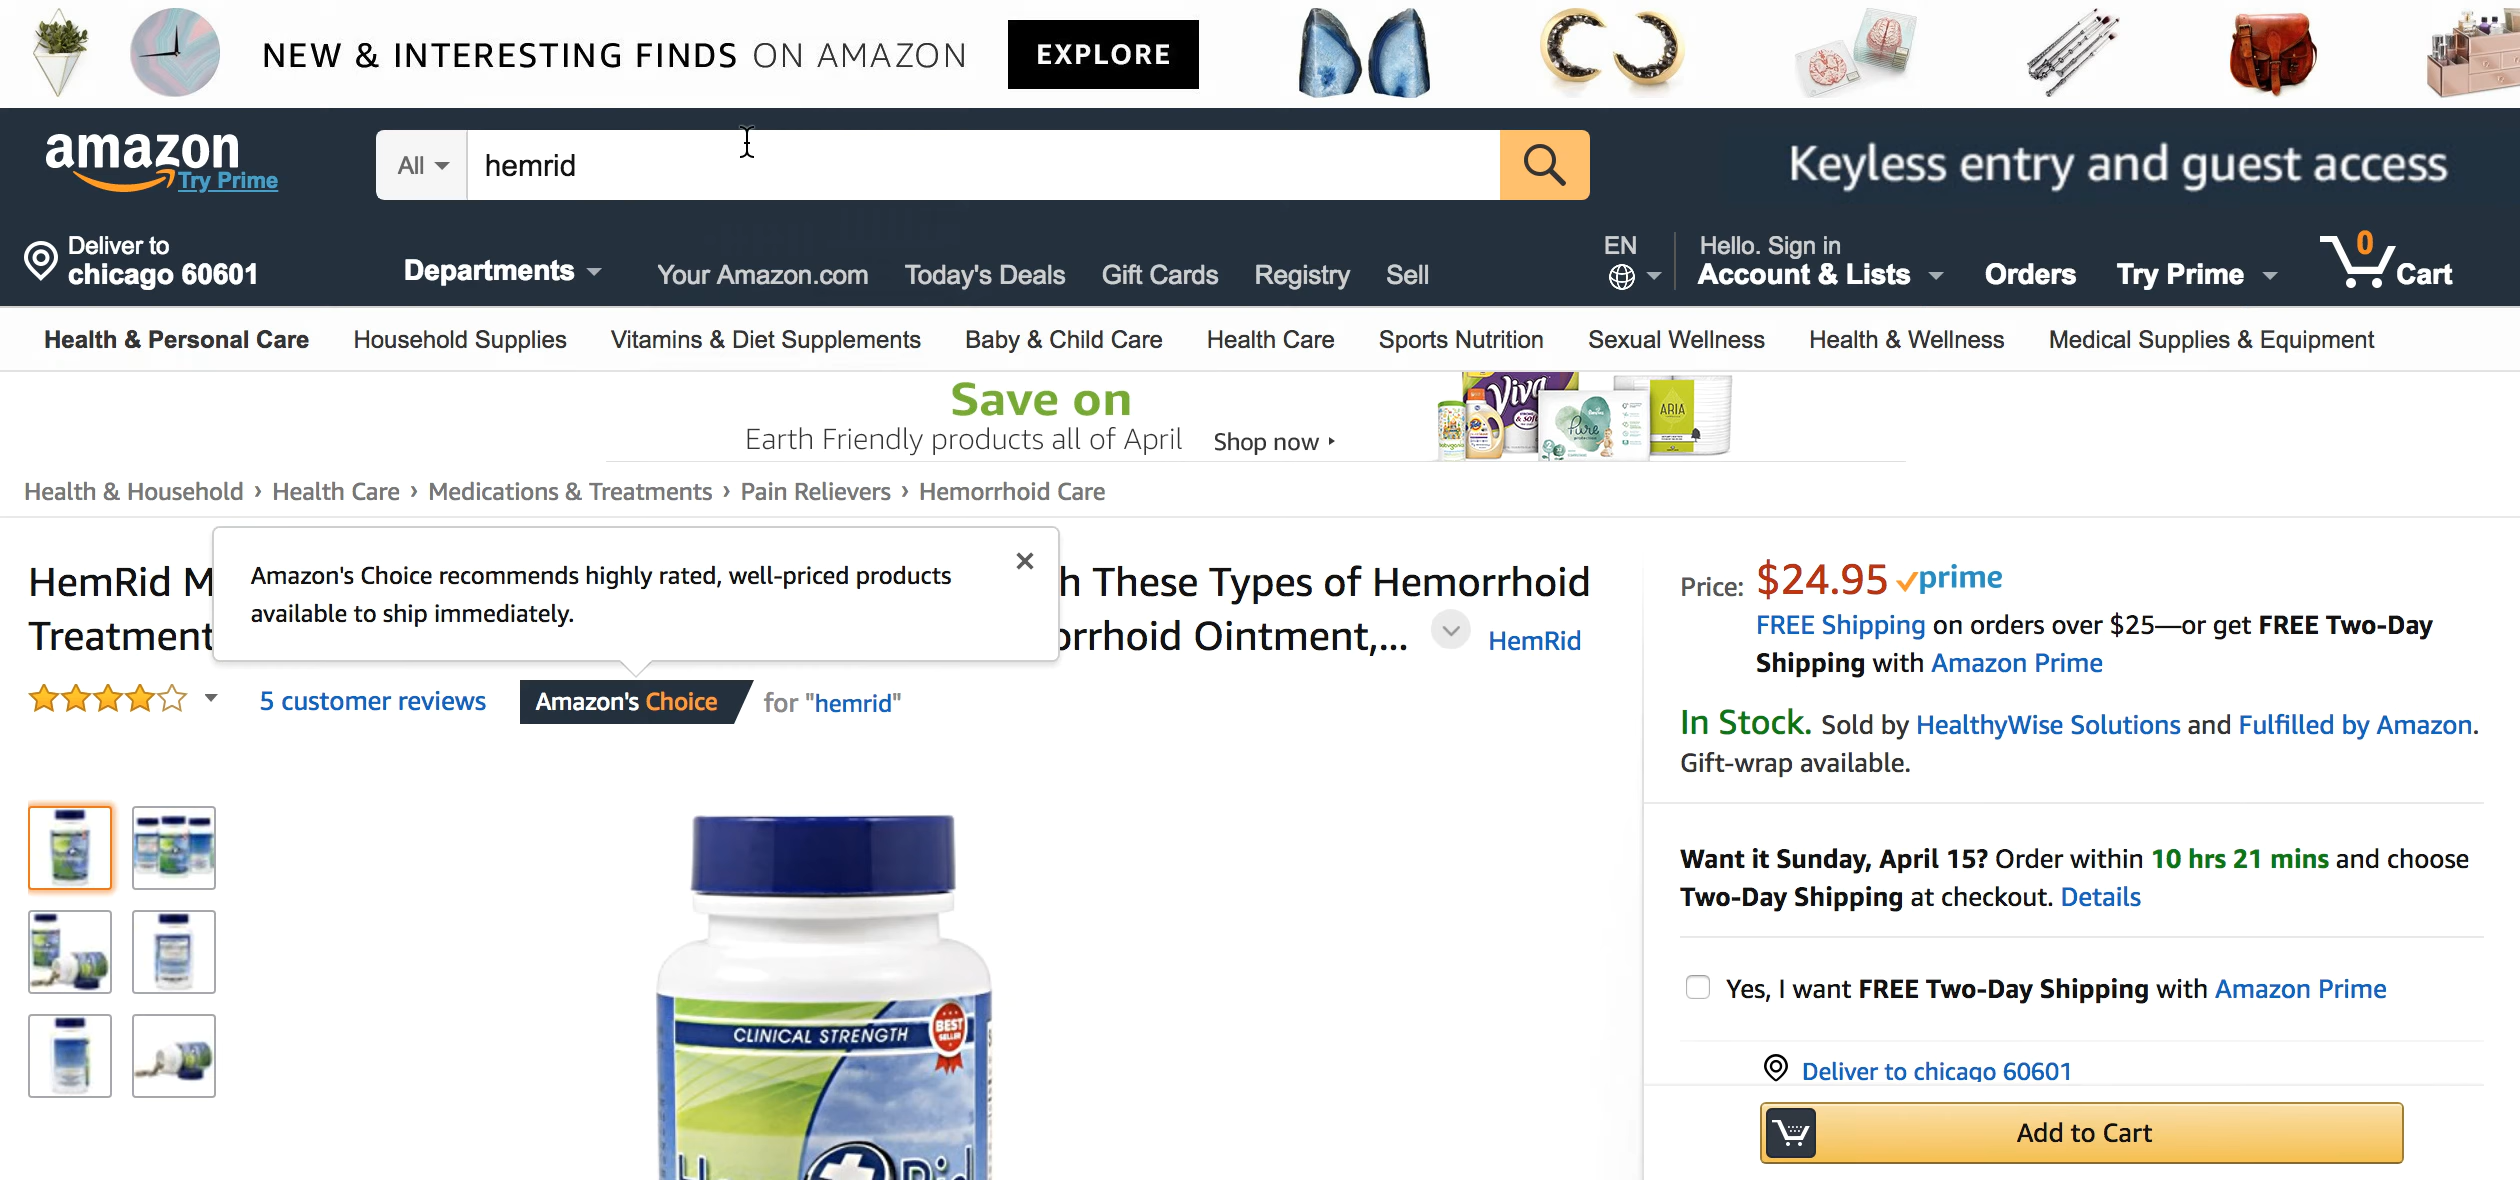 NEW & INTERESTING FINDS ON AMAZON
EXPLORE
amazon
Try Prime
All
hemrid
Keyless entry and guest access
Deliver to
chicago 60601
Departments
Your Amazon.com
Today's Deals
Gift Cards
Registry
Sell
EN
Hello. Sign in
Account & Lists
Orders
Try Prime
0
Cart
Health & Personal Care
Household Supplies
Vitamins & Diet Supplements
Baby & Child Care
Health Care
Sports Nutrition
Sexual Wellness
Health & Wellness
Medical Supplies & Equipment
Save on
Earth Friendly products all of April
Shop now
Viva
Pure
ARIA
Health & Household › Health Care › Medications & Treatments › Pain Relievers › Hemorrhoid Care
Amazon's Choice recommends highly rated, well-priced products
available to ship immediately.
HemRid M
h These Types of Hemorrhoid
Treatment
orrhoid Ointment,...
HemRid
5 customer reviews
Amazon's Choice
for "hemrid"
CLINICAL STRENGTH
BEST
SELLER
Price: $24.95 prime
FREE Shipping on orders over $25—or get FREE Two-Day
Shipping with Amazon Prime
In Stock. Sold by HealthyWise Solutions and Fulfilled by Amazon.
Gift-wrap available.
Want it Sunday, April 15? Order within 10 hrs 21 mins and choose
Two-Day Shipping at checkout. Details
Yes, I want FREE Two-Day Shipping with Amazon Prime
Deliver to chicago 60601
Add to Cart